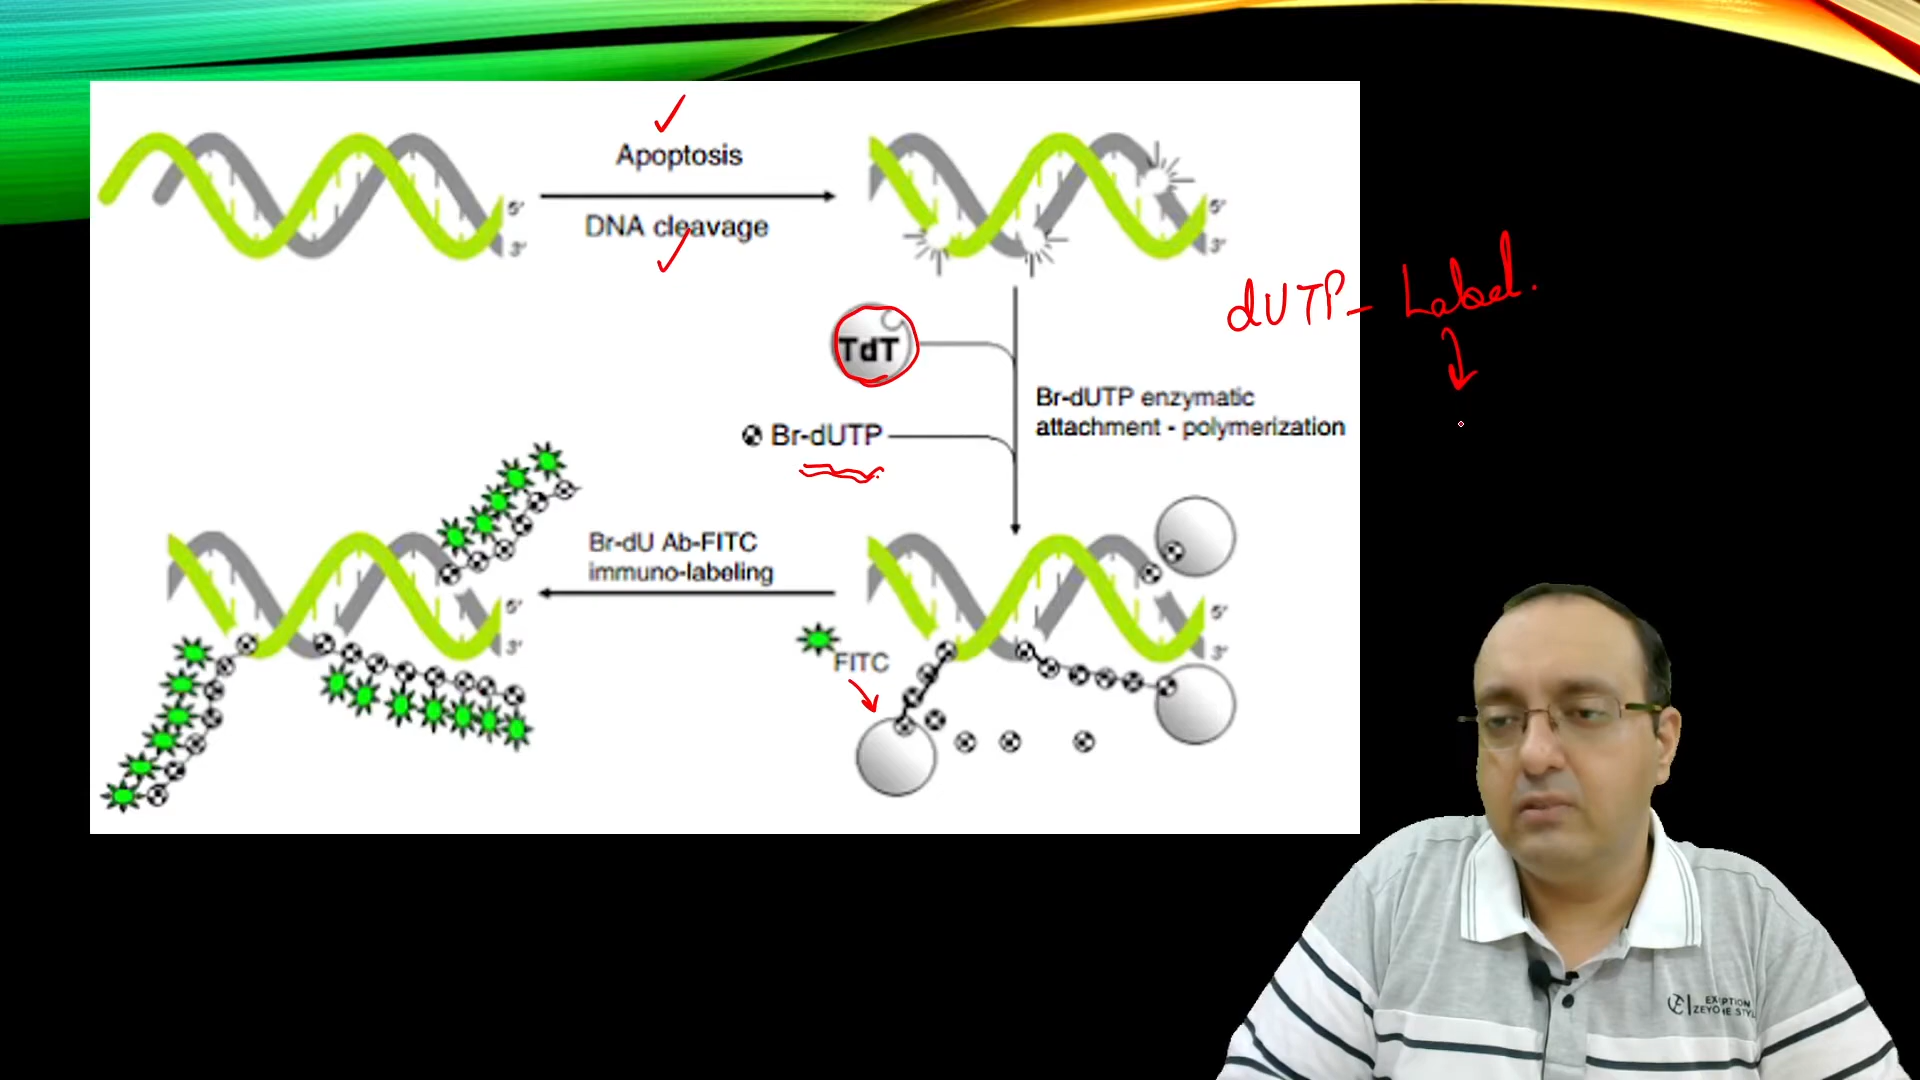 Apoptosis
DNA cleavage
5'
3'
5'
3'
dUTP - Label.
TdT
Br-dUTP enzymatic
attachment - polymerization
Br-dUTP
Br-dU Ab-FITC
immuno-labeling
5'
3'
5'
3'
FITC